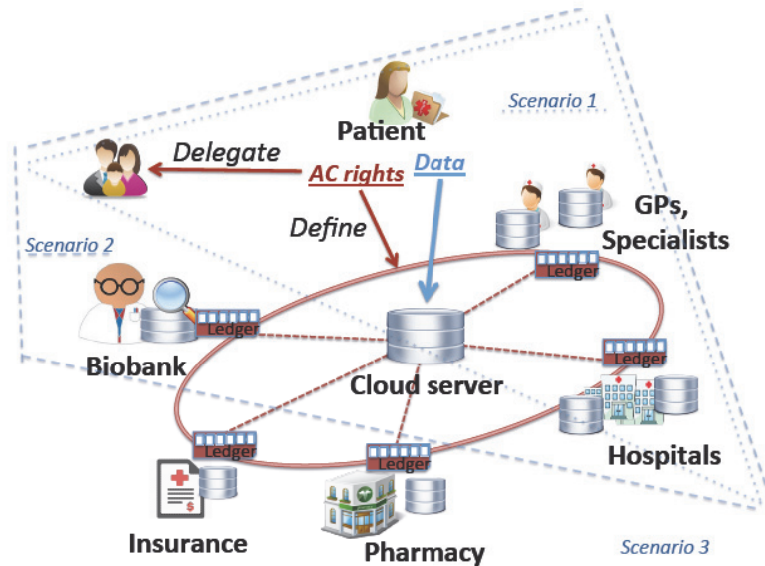 Scenario 1
Patient
Delegate
AC rights
Data
GPs,
Specialists
Define
Scenario 2
Ledger
Ledger
Ledger
Biobank
Cloud server
Ledger
Ledger
Hospitals
$
Insurance
Pharmacy
Scenario 3